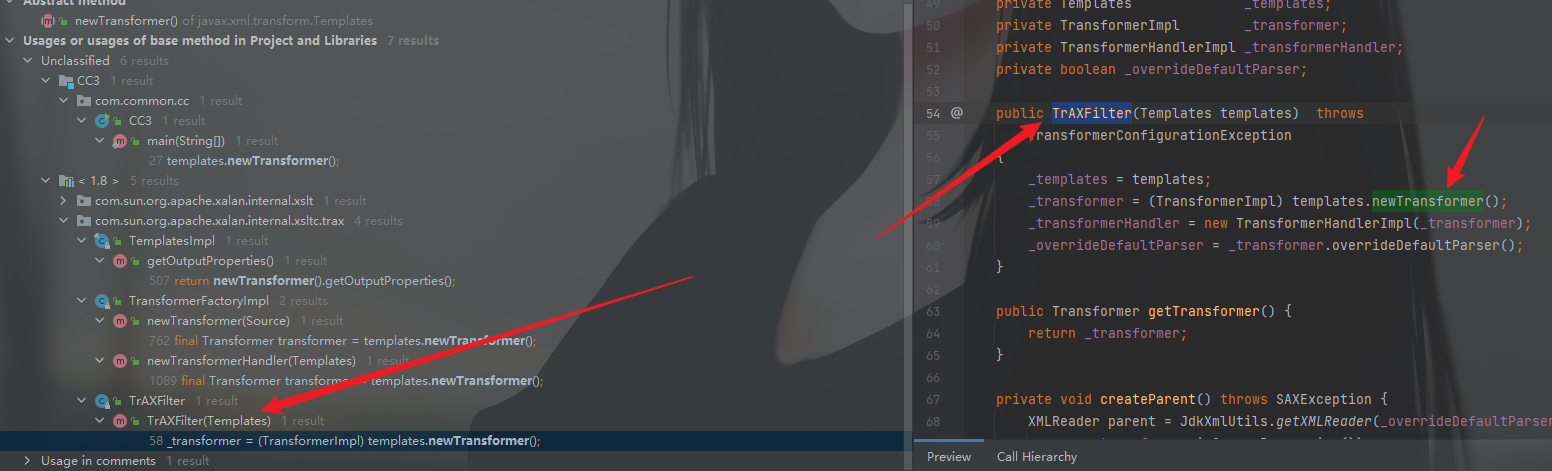 Abstract method
newTransformer() of javax.xml.transform.Templates
Usages or usages of base method in Project and Libraries 7 results
Unclassified 6 results
CC3 1 result
com.common.cc 1 result
CC3 1 result
main(String[]) 1 result
27 templates.newTransformer();
< 1.8 > 5 results
com.sun.org.apache.xalan.internal.xslt 1 result
com.sun.org.apache.xalan.internal.xsltc.trax 4 results
TemplatesImpl 1 result
getOutputProperties() 1 result
507 return newTransformer().getOutputProperties();
TransformerFactoryImpl 2 results
newTransformer(Source) 1 result
762 final Transformer transformer = templates.newTransformer();
newTransformerHandler(Templates) 1 result
1089 final Transformer transformer = templates.newTransformer();
TrAXFilter 1 result
TrAXFilter(Templates) 1 result
58 _transformer = (TransformerImpl) templates.newTransformer();
Usage in comments 1 result
49 private Templates _templates;
50 private TransformerImpl _transformer;
51 private TransformerHandlerImpl _transformerHandler;
52 private boolean _overrideDefaultParser;
53
54 @ public TrAXFilter(Templates templates) throws
55 TransformerConfigurationException
56 {
57 _templates = templates;
58 _transformer = (TransformerImpl) templates.newTransformer();
59 _transformerHandler = new TransformerHandlerImpl(_transformer);
60 _overrideDefaultParser = _transformer.overrideDefaultParser();
61 }
62
63 public Transformer getTransformer() {
64 return _transformer;
65 }
66
67 private void createParent() throws SAXException {
68 XMLReader parent = JdkXmlUtils.getXMLReader(_overrideDefaultParser
Preview Call Hierarchy